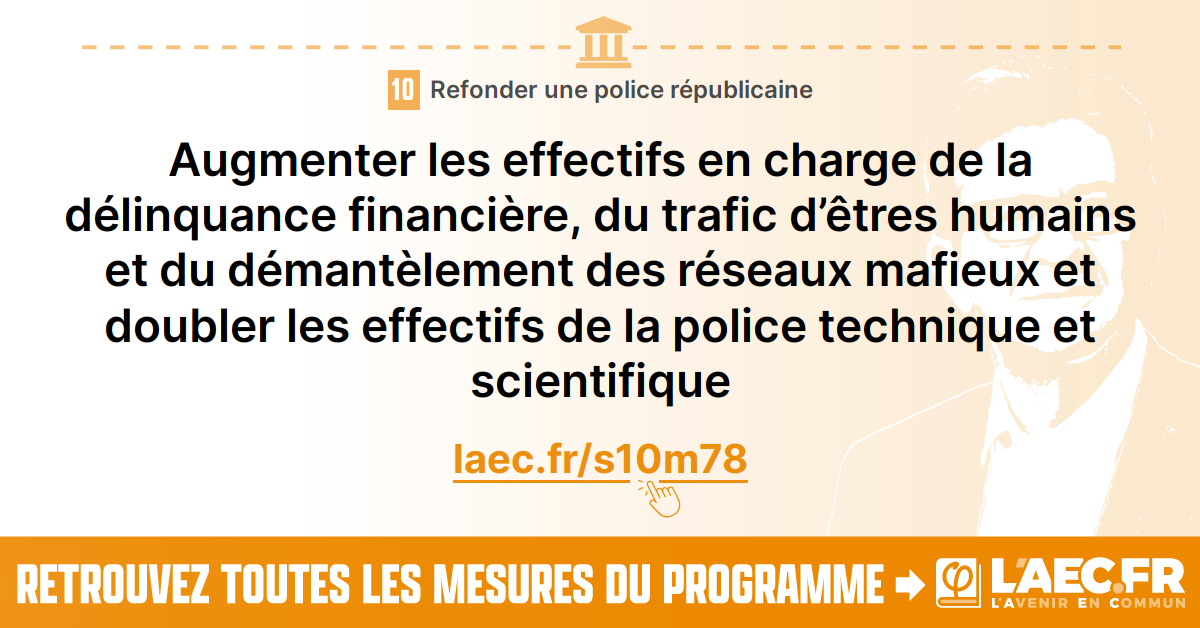 10 Refonder une police républicaine
Augmenter les effectifs en charge de la
délinquance financière, du trafic d’êtres humains
et du démantèlement des réseaux mafieux et
doubler les effectifs de la police technique et
scientifique
laec.fr/s10m78
RETROUVEZ TOUTES LES MESURES DU PROGRAMME
φ L'AEC.FR
L'AVENIR EN COMMUN